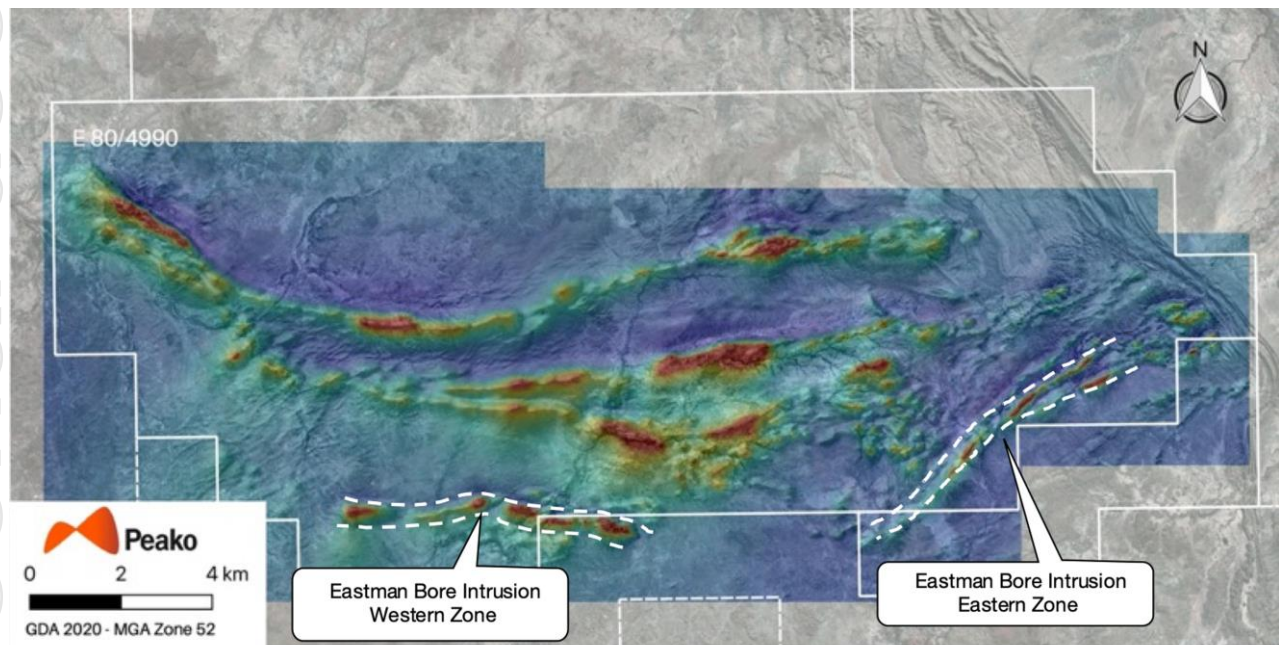 N
E 80/4990
Peako
0 2 4 km
GDA 2020 - MGA Zone 52
Eastman Bore Intrusion
Western Zone
Eastman Bore Intrusion
Eastern Zone